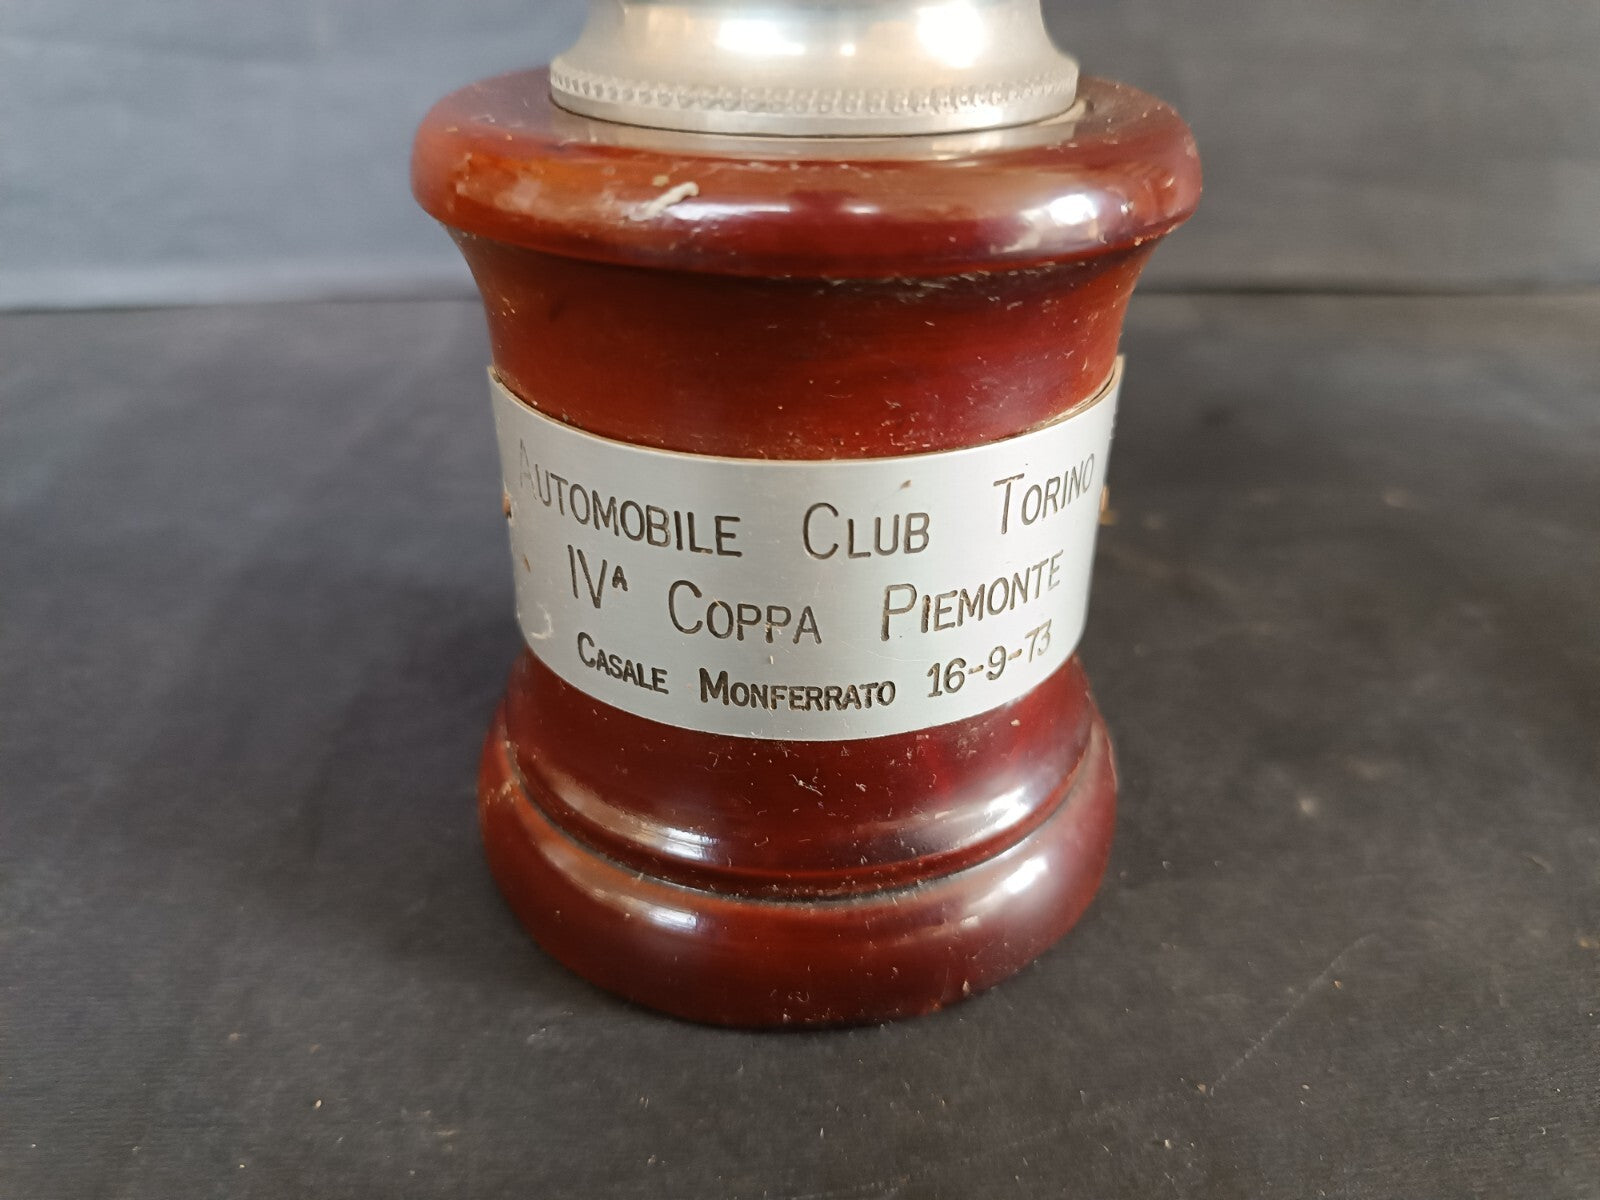 AUTOMOBILE CLUB TORINO
IVA COPPA PIEMONTE
CASALE MONFERRATO 16-9-73